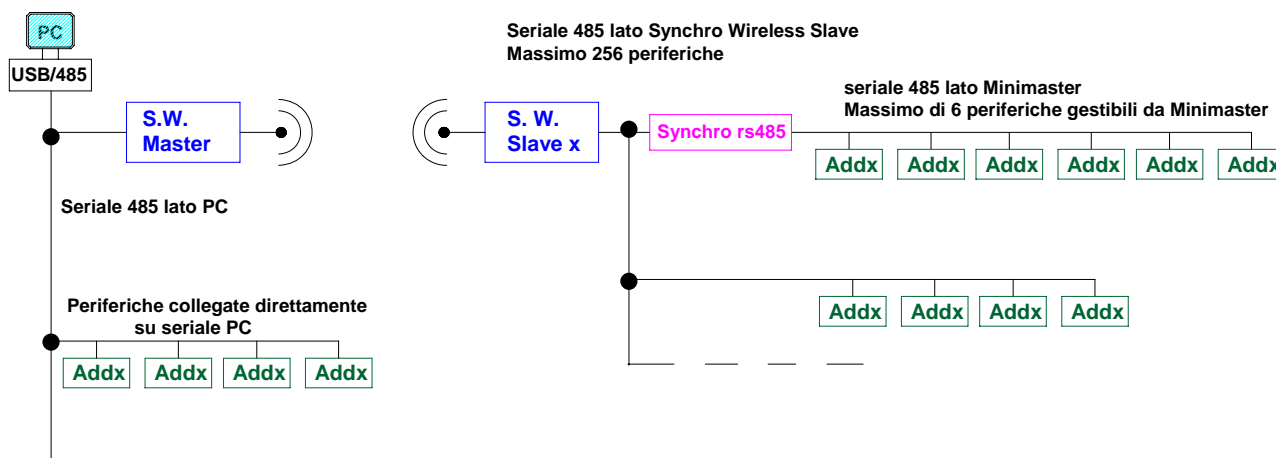 PC
USB/485
S.W.
Master
Seriale 485 lato PC
Periferiche collegate direttamente
su seriale PC
Addx
Addx
Addx
Addx
Seriale 485 lato Synchro Wireless Slave
Massimo 256 periferiche
S. W.
Slave x
Synchro rs485
seriale 485 lato Minimaster
Massimo di 6 periferiche gestibili da Minimaster
Addx
Addx
Addx
Addx
Addx
Addx
Addx
Addx
Addx
Addx